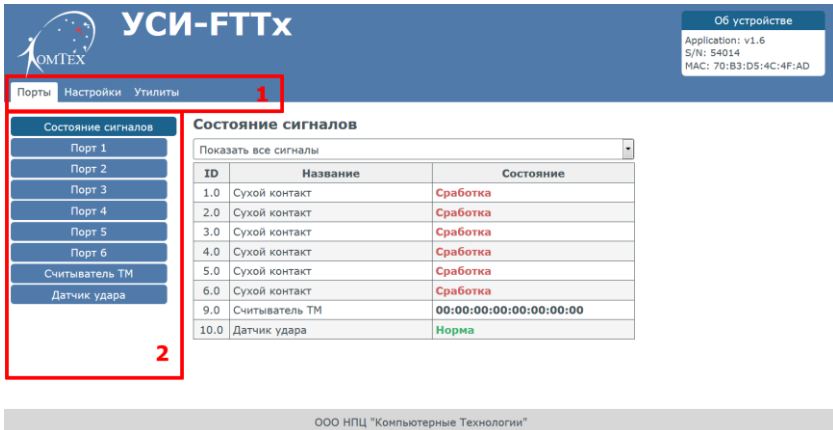 КОМТЕХ
УСИ-FTTx
Об устройстве
Application: v1.6
S/N: 54014
MAC: 70:B3:D5:4C:4F:AD
Порты Настройки Утилиты
1
Состояние сигналов
Порт 1
Порт 2
Порт 3
Порт 4
Порт 5
Порт 6
Считыватель ТМ
Датчик удара
2
Состояние сигналов
Показать все сигналы
ID Название Состояние
1.0 Сухой контакт Сработка
2.0 Сухой контакт Сработка
3.0 Сухой контакт Сработка
4.0 Сухой контакт Сработка
5.0 Сухой контакт Сработка
6.0 Сухой контакт Сработка
9.0 Считыватель ТМ 00:00:00:00:00:00:00:00
10.0 Датчик удара Норма
ООО НПЦ "Компьютерные Технологии"